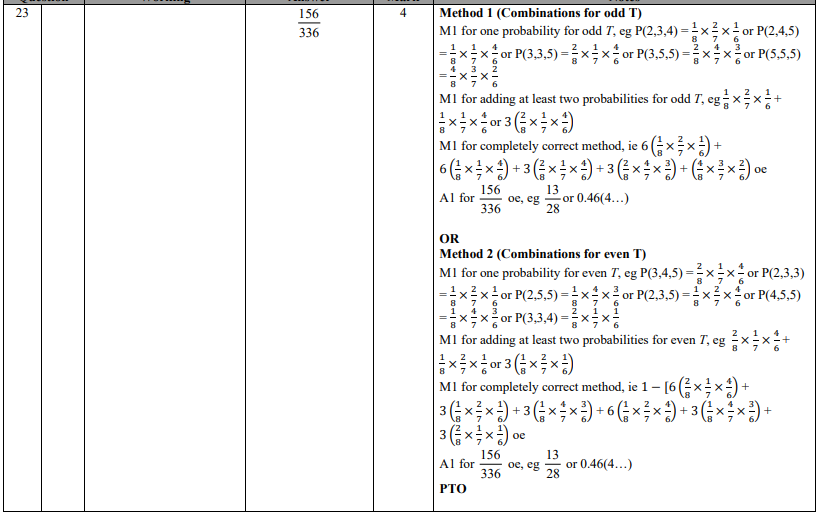 Question Working Answer Mark Notes
23
156/336
4
Method 1 (Combinations for odd T)
M1 for one probability for odd T, eg P(2,3,4) = 1/8 × 2/7 × 1/6 or P(2,4,5)
= 1/8 × 1/7 × 4/6 or P(3,3,5) = 2/8 × 1/7 × 4/6 or P(3,5,5) = 2/8 × 4/7 × 3/6 or P(5,5,5)
= 4/8 × 3/7 × 2/6
M1 for adding at least two probabilities for odd T, eg 1/8 × 2/7 × 1/6 +
1/8 × 1/7 × 4/6 or 3(2/8 × 1/7 × 4/6)
M1 for completely correct method, ie 6(1/8 × 2/7 × 1/6) +
6(1/8 × 1/7 × 4/6) + 3(2/8 × 1/7 × 4/6) + 3(2/8 × 4/7 × 3/6) + (4/8 × 3/7 × 2/6) oe
A1 for 156/336 oe, eg 13/28 or 0.46(4…)
OR
Method 2 (Combinations for even T)
M1 for one probability for even T, eg P(3,4,5) = 2/8 × 1/7 × 4/6 or P(2,3,3)
= 1/8 × 2/7 × 1/6 or P(2,5,5) = 1/8 × 4/7 × 3/6 or P(2,3,5) = 1/8 × 2/7 × 4/6 or P(4,5,5)
= 1/8 × 4/7 × 3/6 or P(3,3,4) = 2/8 × 1/7 × 1/6
M1 for adding at least two probabilities for even T, eg 2/8 × 1/7 × 4/6 +
1/8 × 2/7 × 1/6 or 3(1/8 × 2/7 × 1/6)
M1 for completely correct method, ie 1 − [6(2/8 × 1/7 × 4/6) +
3(1/8 × 2/7 × 1/6) + 3(1/8 × 4/7 × 3/6) + 6(1/8 × 2/7 × 4/6) + 3(1/8 × 4/7 × 3/6) +
3(2/8 × 1/7 × 1/6) oe
A1 for 156/336 oe, eg 13/28 or 0.46(4…)
PTO